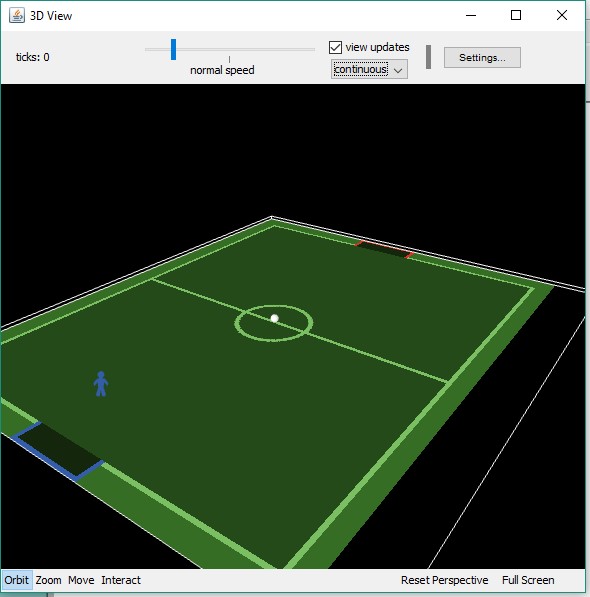 3D View
ticks: 0
normal speed
view updates
continuous
Settings...
Orbit Zoom Move Interact
Reset Perspective Full Screen